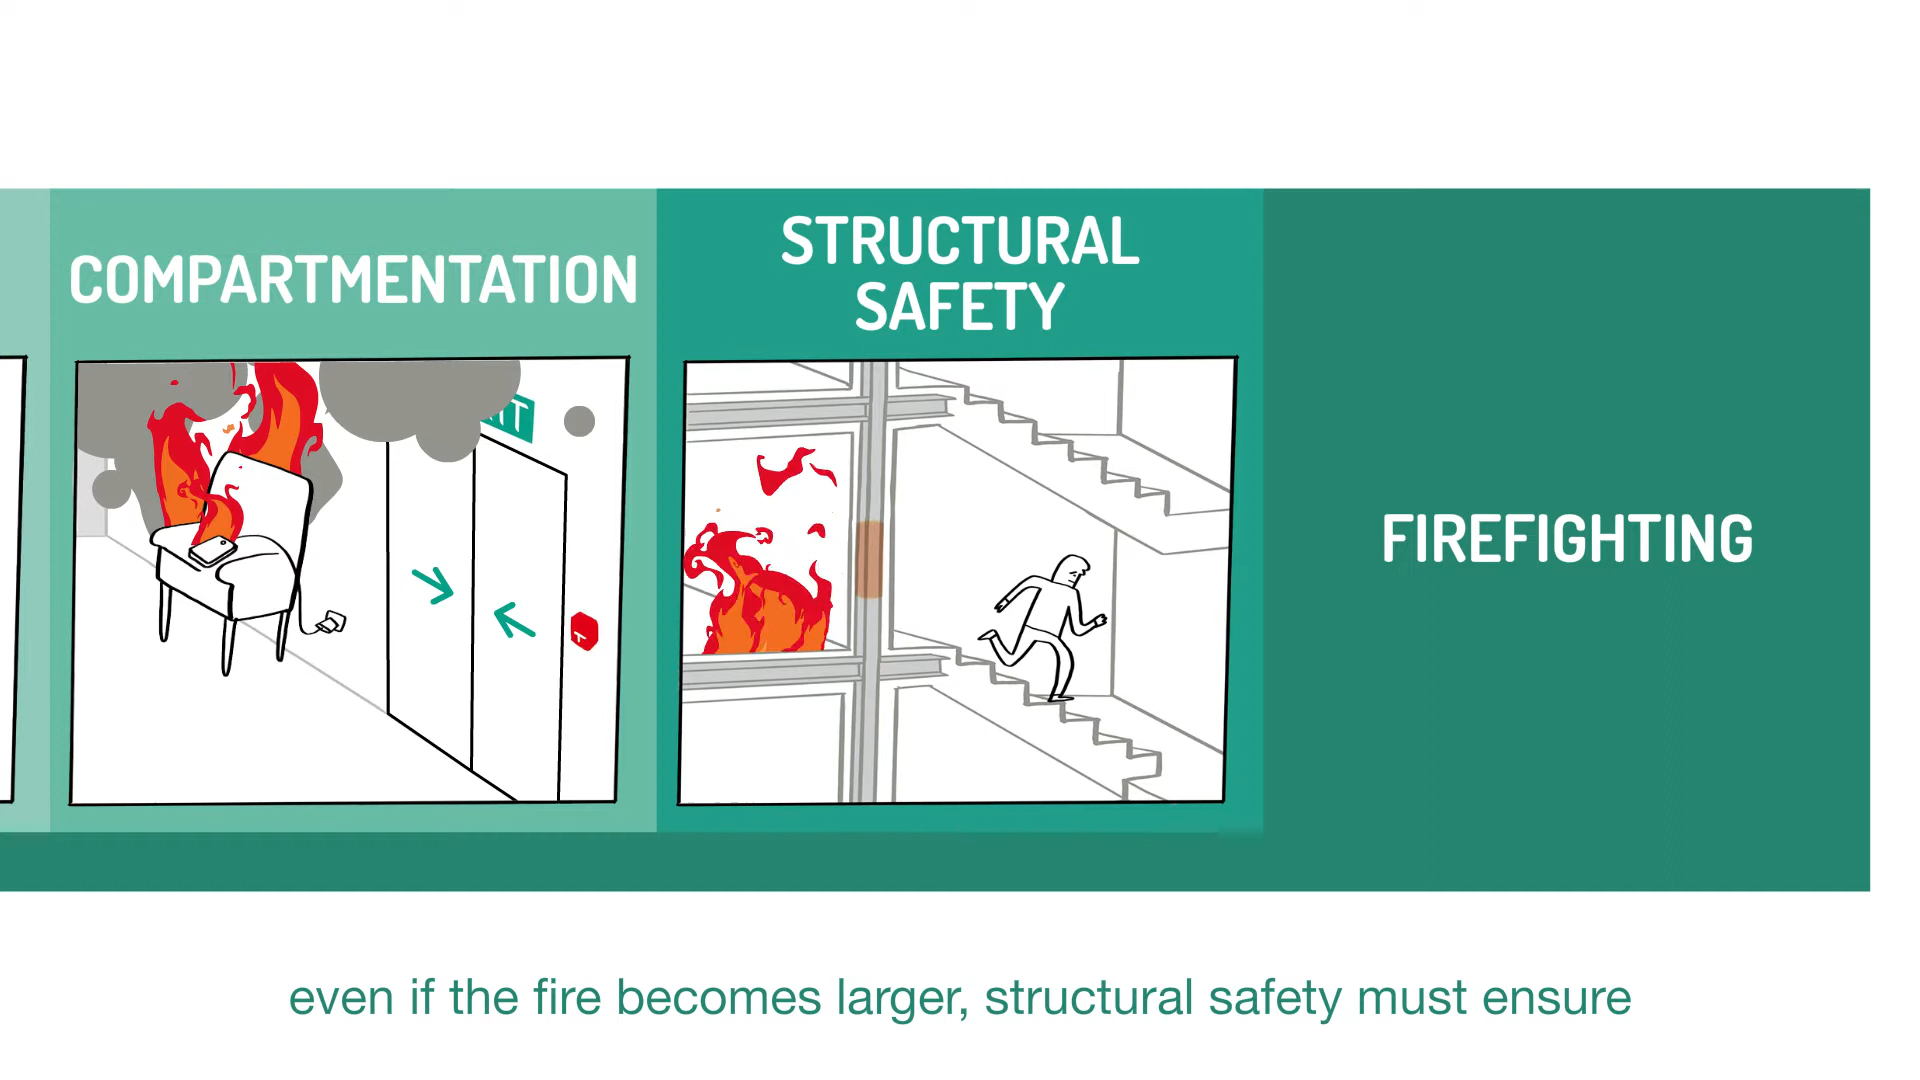 COMPARTMENTATION
STRUCTURAL
SAFETY
FIREFIGHTING
even if the fire becomes larger, structural safety must ensure